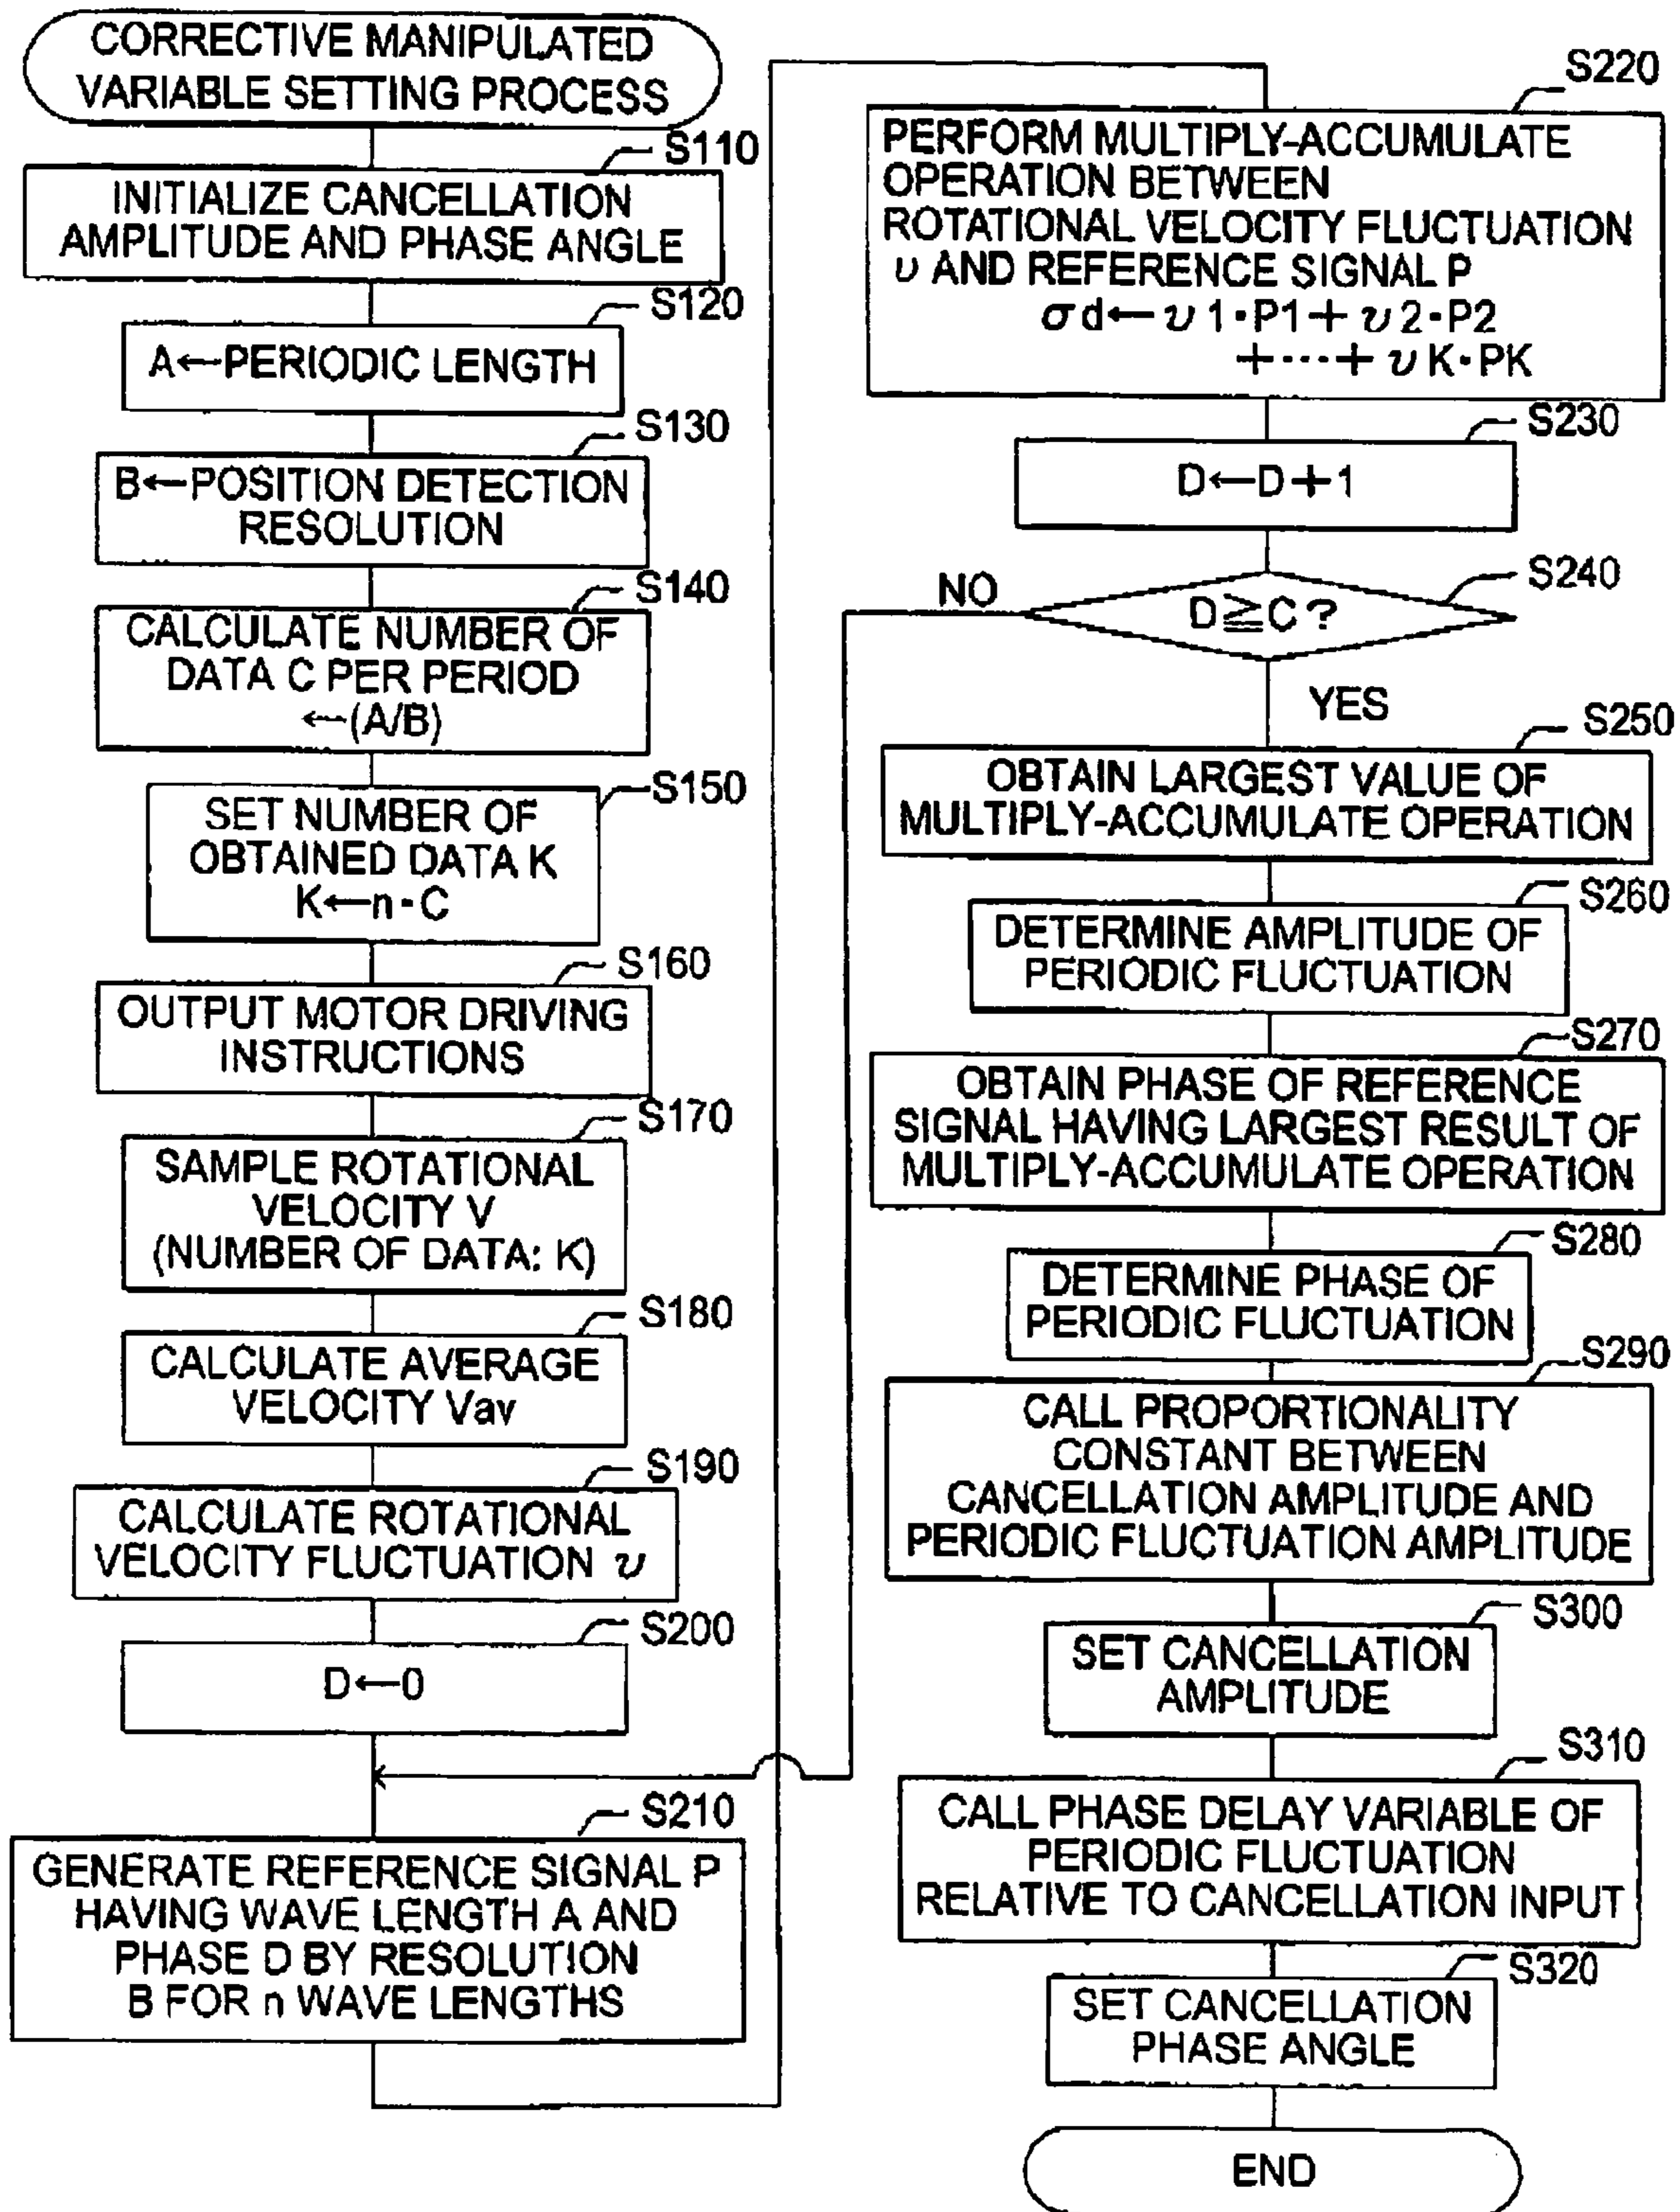 CORRECTIVE MANIPULATED
VARIABLE SETTING PROCESS
S110
INITIALIZE CANCELLATION
AMPLITUDE AND PHASE ANGLE
S120
A←PERIODIC LENGTH
S130
B←POSITION DETECTION
RESOLUTION
S140
CALCULATE NUMBER OF
DATA C PER PERIOD
←(A/B)
S150
SET NUMBER OF
OBTAINED DATA K
K←n·C
S160
OUTPUT MOTOR DRIVING
INSTRUCTIONS
S170
SAMPLE ROTATIONAL
VELOCITY V
(NUMBER OF DATA: K)
S180
CALCULATE AVERAGE
VELOCITY Vav
S190
CALCULATE ROTATIONAL
VELOCITY FLUCTUATION υ
S200
D←0
S210
GENERATE REFERENCE SIGNAL P
HAVING WAVE LENGTH A AND
PHASE D BY RESOLUTION
B FOR n WAVE LENGTHS
S220
PERFORM MULTIPLY-ACCUMULATE
OPERATION BETWEEN
ROTATIONAL VELOCITY FLUCTUATION
υ AND REFERENCE SIGNAL P
σd←υ1·P1+υ2·P2
+···+υK·PK
S230
D←D+1
S240
D≧C?
NO
YES
S250
OBTAIN LARGEST VALUE OF
MULTIPLY-ACCUMULATE OPERATION
S260
DETERMINE AMPLITUDE OF
PERIODIC FLUCTUATION
S270
OBTAIN PHASE OF REFERENCE
SIGNAL HAVING LARGEST RESULT OF
MULTIPLY-ACCUMULATE OPERATION
S280
DETERMINE PHASE OF
PERIODIC FLUCTUATION
S290
CALL PROPORTIONALITY
CONSTANT BETWEEN
CANCELLATION AMPLITUDE AND
PERIODIC FLUCTUATION AMPLITUDE
S300
SET CANCELLATION
AMPLITUDE
S310
CALL PHASE DELAY VARIABLE OF
PERIODIC FLUCTUATION
RELATIVE TO CANCELLATION INPUT
S320
SET CANCELLATION
PHASE ANGLE
END